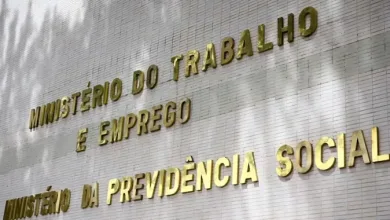 MINISTÉRIO DO TRABALHO
E EMPREGO
MINISTÉRIO DA PREVIDÊNCIA SOCIAL